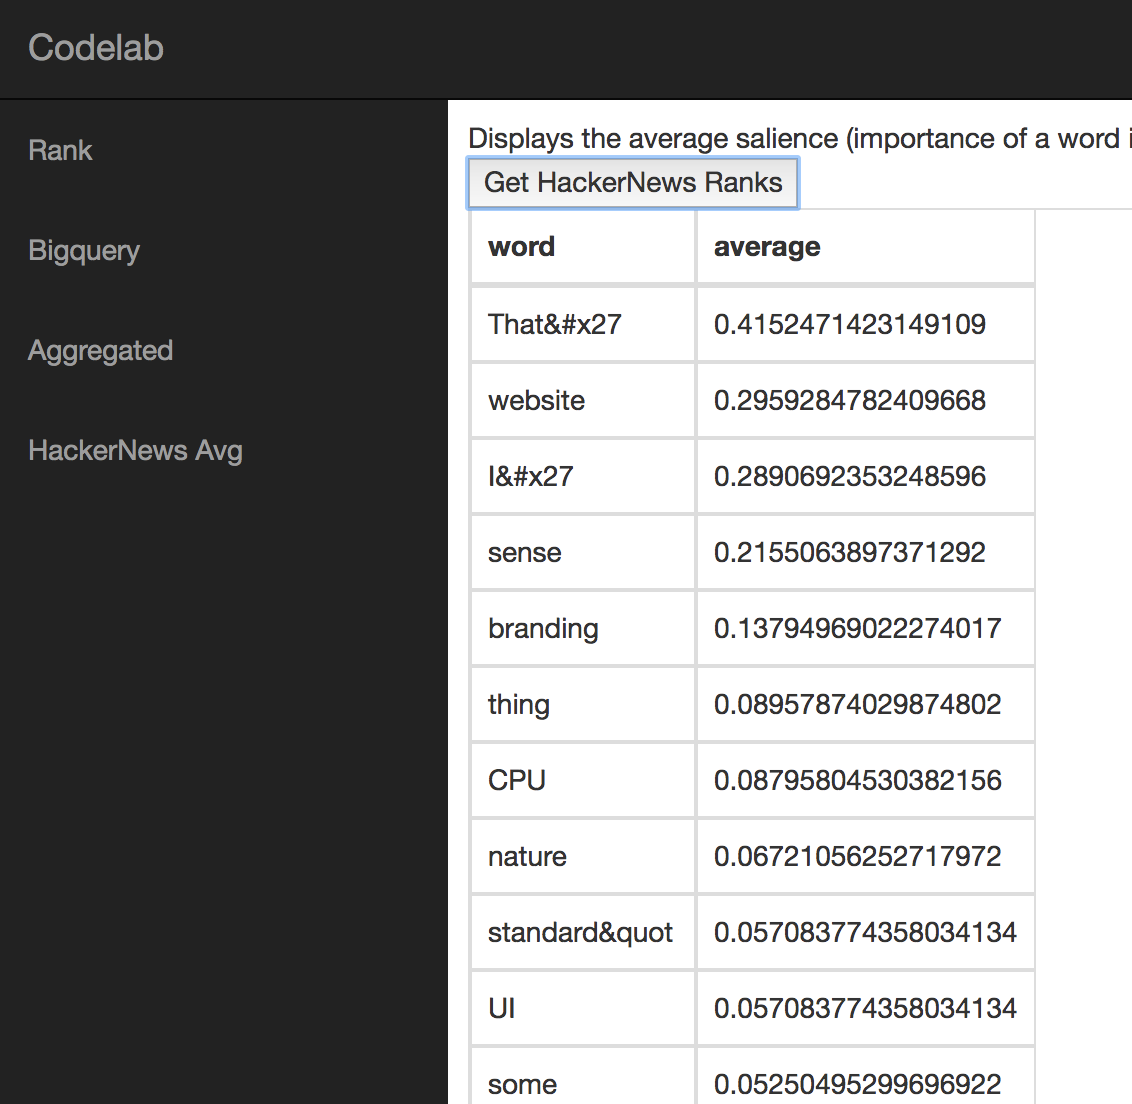 Codelab
Rank
Bigquery
Aggregated
HackerNews Avg
Displays the average salience (importance of a word i
Get HackerNews Ranks
word average
That&#x27 0.4152471423149109
website 0.2959284782409668
I&#x27 0.2890692353248596
sense 0.2155063897371292
branding 0.13794969022274017
thing 0.08957874029874802
CPU 0.08795804530382156
nature 0.06721056252717972
standard&quot 0.057083774358034134
UI 0.057083774358034134
some 0.05250495299696922